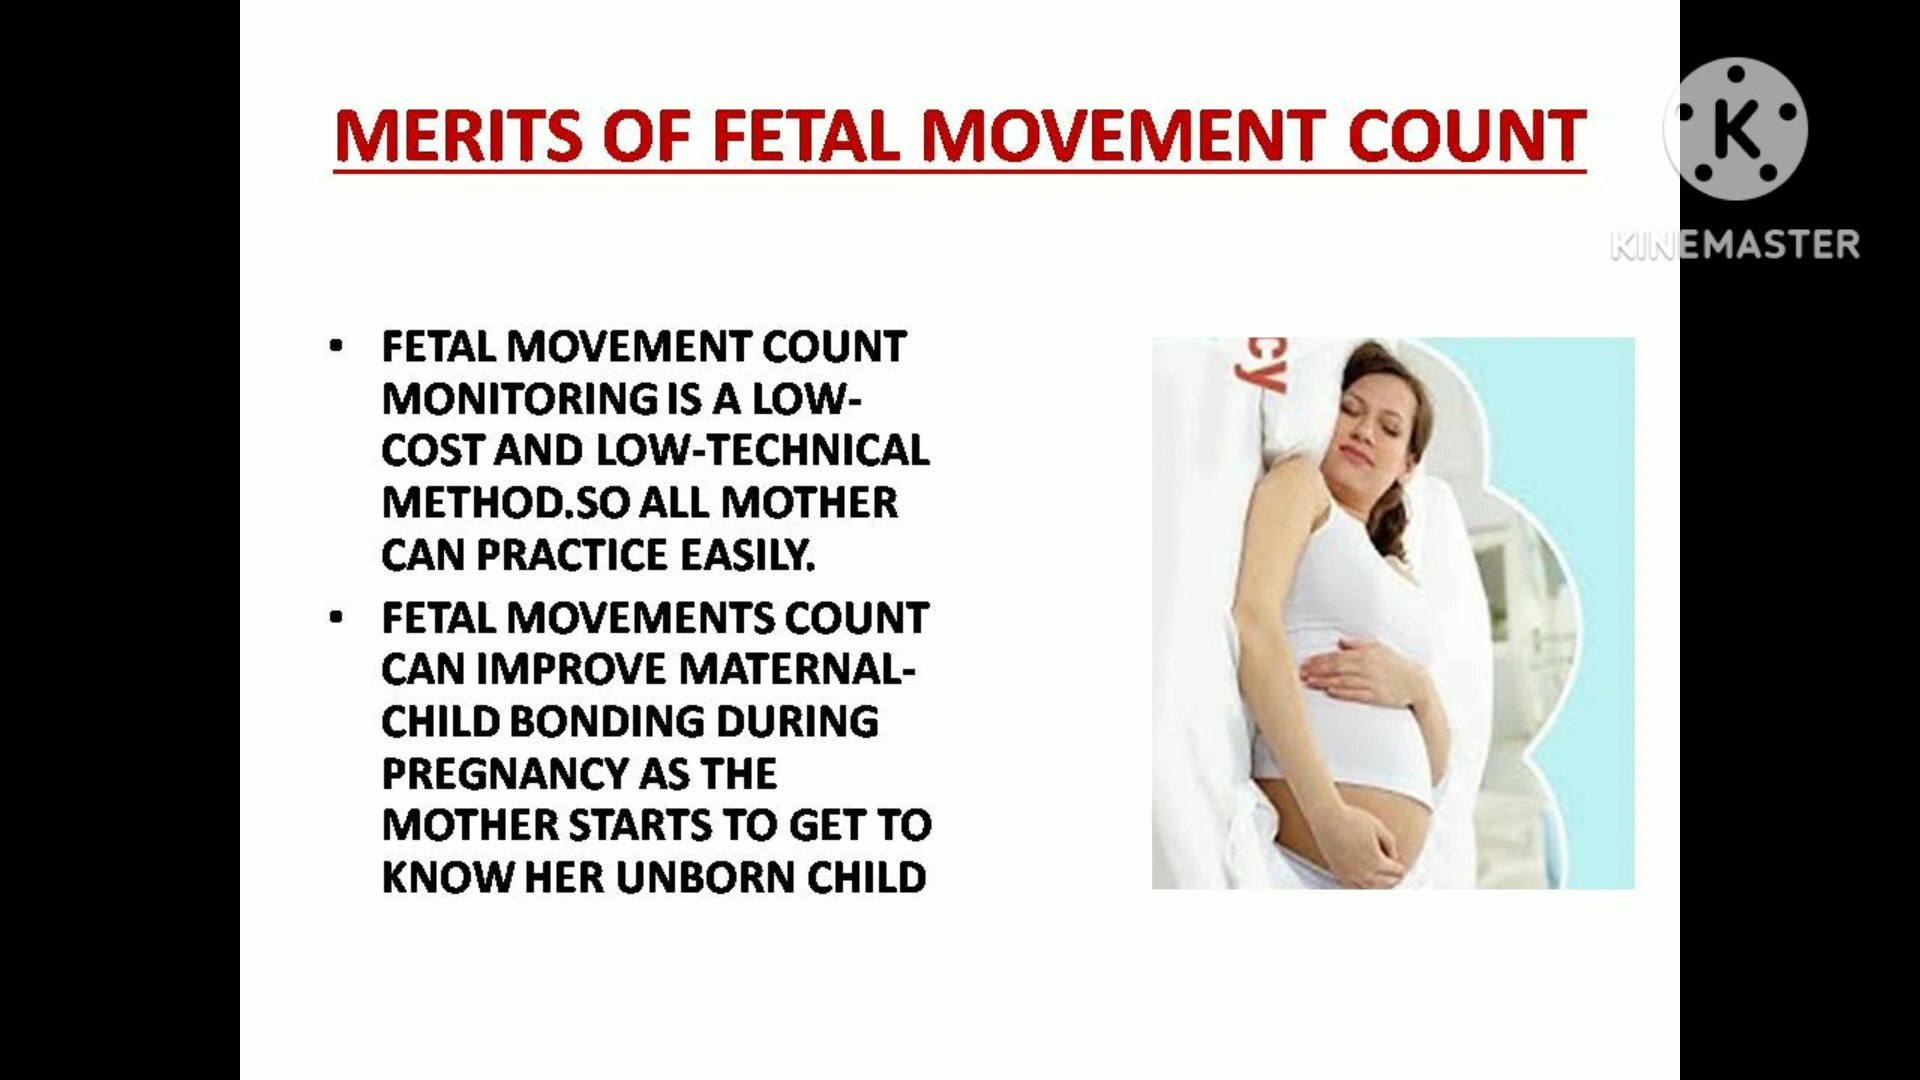 MERITS OF FETAL MOVEMENT COUNT
K
KINEMASTER
• FETAL MOVEMENT COUNT
MONITORING IS A LOW-
COST AND LOW-TECHNICAL
METHOD.SO ALL MOTHER
CAN PRACTICE EASILY.
• FETAL MOVEMENTS COUNT
CAN IMPROVE MATERNAL-
CHILD BONDING DURING
PREGNANCY AS THE
MOTHER STARTS TO GET TO
KNOW HER UNBORN CHILD
cy